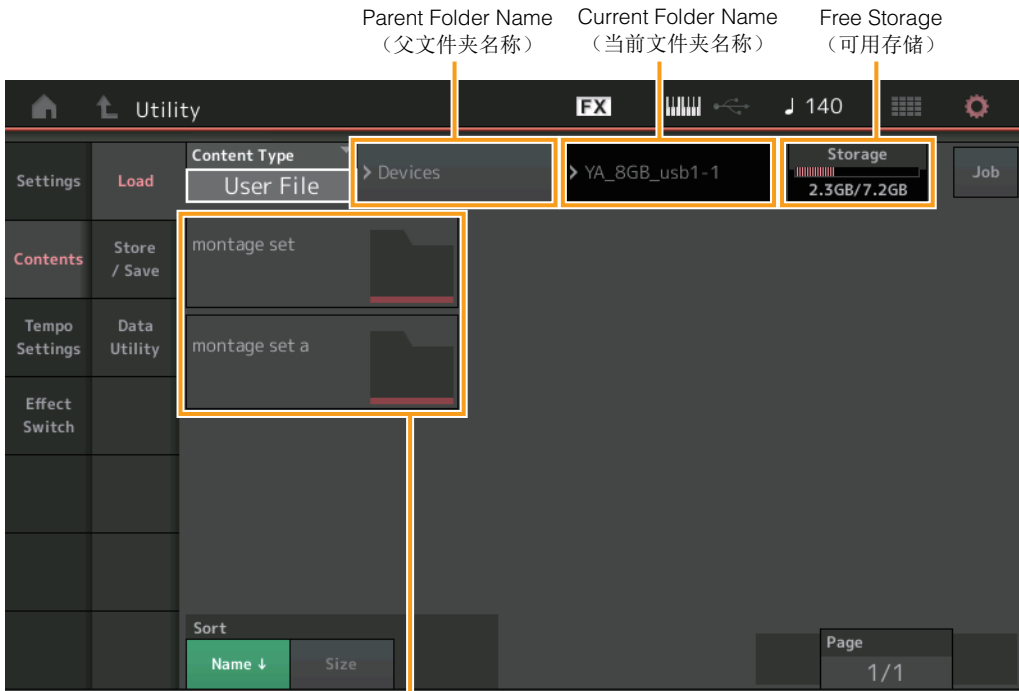 Parent Folder Name
（父文件夹名称）
Current Folder Name
（当前文件夹名称）
Free Storage
（可用存储）
Utility
FX
140
Settings
Load
Content Type
User File
Devices
YA_8GB_usb1-1
Storage
2.3GB/7.2GB
Job
Contents
Store
/ Save
montage set
Tempo
Settings
Data
Utility
montage set a
Effect
Switch
Sort
Name ↓
Size
Page
1/1